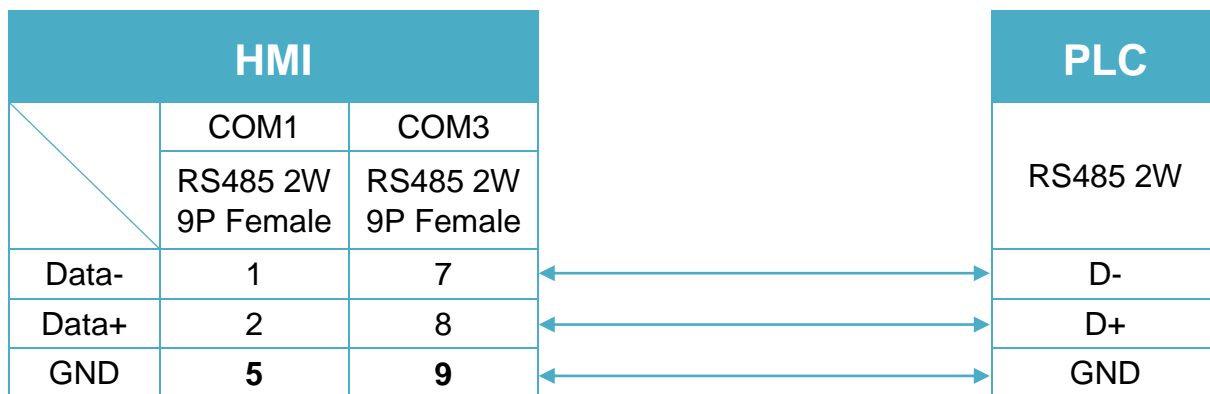 HMI PLC
COM1 COM3
RS485 2W RS485 2W RS485 2W
9P Female 9P Female
Data- 1 7 D-
Data+ 2 8 D+
GND 5 9 GND